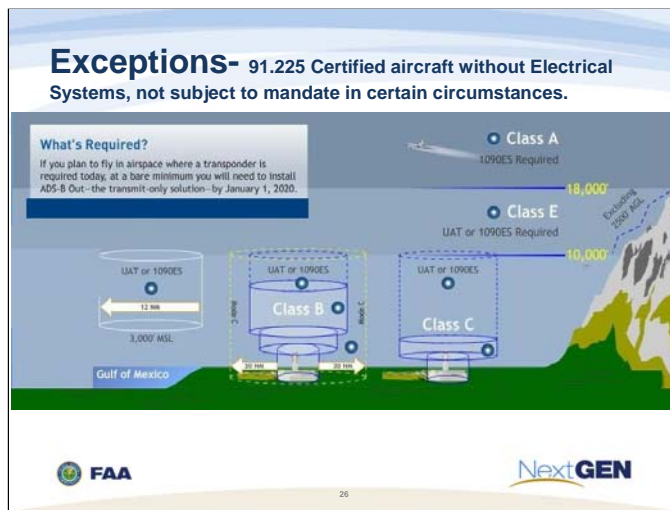 Exceptions- 91.225 Certified aircraft without Electrical
Systems, not subject to mandate in certain circumstances.
What's Required?
If you plan to fly in airspace where a transponder is
required today, at a bare minimum you will need to install
ADS-B Out—the transmit-only solution—by January 1, 2020.
Class A
1090ES Required
18,000'
Class E
UAT or 1090ES Required
10,000'
Excluding
2500' AGL
UAT or 1090ES
12 NM
3,000' MSL
UAT or 1090ES
Mode C
Class B
Mode C
30 NM
30 NM
UAT or 1090ES
Class C
Gulf of Mexico
FAA
NextGEN
26